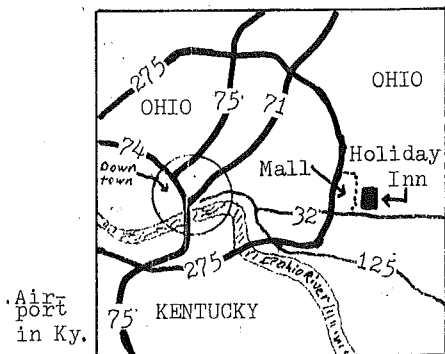 OHIO
275
OHIO
75
71
74
Down
town
Mall
Holiday
Inn
32
275
125
Ohio River
KENTUCKY
75
Air-
port
in Ky.